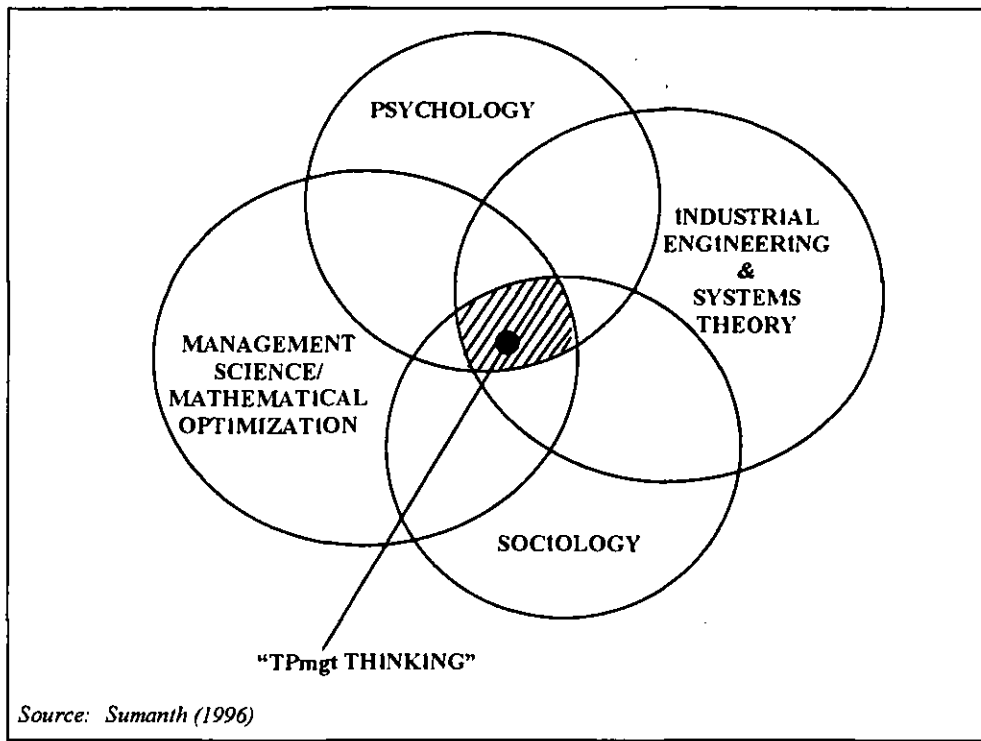 PSYCHOLOGY
INDUSTRIAL
ENGINEERING
&
SYSTEMS
THEORY
MANAGEMENT
SCIENCE/
MATHEMATICAL
OPTIMIZATION
SOCIOLOGY
“TPmgt THINKING”
Source: Sumanth (1996)